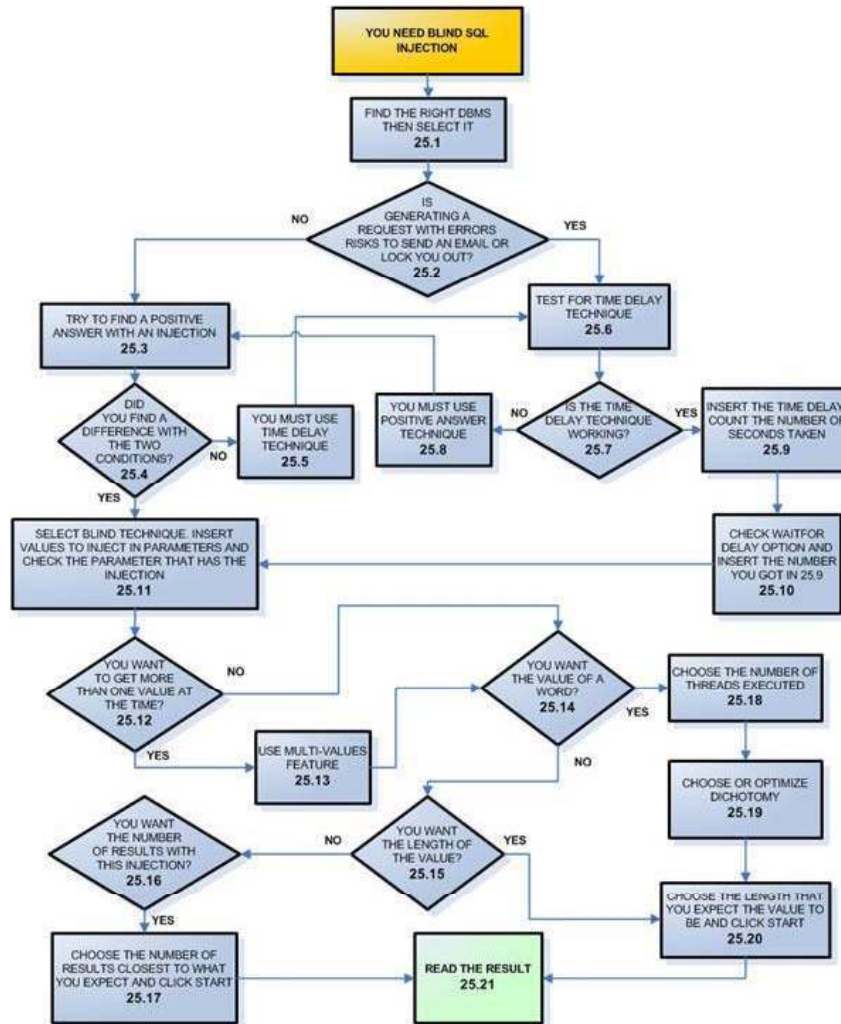 YOU NEED BLIND SQL
INJECTION
FIND THE RIGHT DBMS
THEN SELECT IT
25.1
IS
GENERATING A
REQUEST WITH ERRORS
RISKS TO SEND AN EMAIL OR
LOCK YOU OUT?
25.2
NO
YES
TRY TO FIND A POSITIVE
ANSWER WITH AN INJECTION
25.3
TEST FOR TIME DELAY
TECHNIQUE
25.6
DID
YOU FIND A
DIFFERENCE WITH
THE TWO
CONDITIONS?
25.4
NO
YES
YOU MUST USE
TIME DELAY
TECHNIQUE
25.5
YOU MUST USE
POSITIVE ANSWER
TECHNIQUE
25.8
NO
IS THE TIME
DELAY TECHNIQUE
WORKING?
25.7
YES
INSERT THE TIME DELAY
COUNT THE NUMBER OF
SECONDS TAKEN
25.9
SELECT BLIND TECHNIQUE. INSERT
VALUES TO INJECT IN PARAMETERS AND
CHECK THE PARAMETER THAT HAS THE
INJECTION
25.11
CHECK WAITFOR
DELAY OPTION AND
INSERT THE NUMBER
YOU GOT IN 25.9
25.10
YOU WANT
TO GET MORE
THAN ONE VALUE AT
THE TIME?
25.12
NO
YES
USE MULTI-VALUES
FEATURE
25.13
YOU WANT
THE VALUE OF A
WORD?
25.14
YES
NO
CHOOSE THE NUMBER OF
THREADS EXECUTED
25.18
CHOOSE OR OPTIMIZE
DICHOTOMY
25.19
YOU WANT
THE NUMBER
OF RESULTS WITH
THIS INJECTION?
25.16
YES
NO
YOU WANT
THE LENGTH OF
THE VALUE?
25.15
YES
CHOOSE THE LENGTH THAT
YOU EXPECT THE VALUE TO
BE AND CLICK START
25.20
CHOOSE THE NUMBER OF
RESULTS CLOSEST TO WHAT
YOU EXPECT AND CLICK START
25.17
READ THE RESULT
25.21